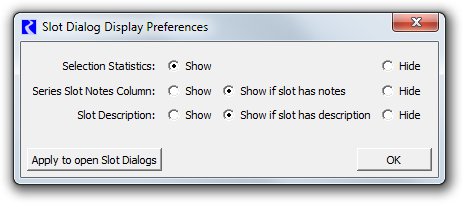 Slot Dialog Display Preferences
Selection Statistics: Show Hide
Series Slot Notes Column: Show Show if slot has notes Hide
Slot Description: Show Show if slot has description Hide
Apply to open Slot Dialogs OK